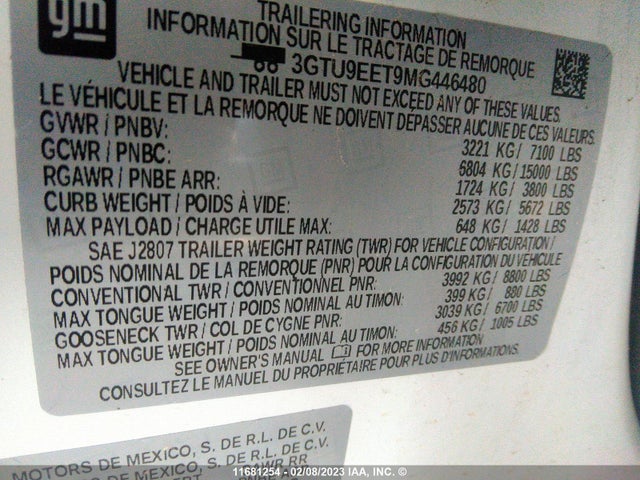 gm
TRAILERING INFORMATION
INFORMATION SUR LE TRACTAGE DE REMORQUE
3GTU9EET9MG446480
VEHICLE AND TRAILER MUST NOT EXCEED ANY OF THESE VALUES.
LE VÉHICULE ET LA REMORQUE NE DOIVENT DÉPASSER AUCUNE DE CES VALEURS.
GVWR / PNBV: 3221 KG/ 7100 LBS
GCWR / PNBC: 6804 KG/ 15000 LBS
RGAWR / PNBE ARR: 1724 KG/ 3800 LBS
CURB WEIGHT / POIDS À VIDE: 2573 KG/ 5672 LBS
MAX PAYLOAD / CHARGE UTILE MAX: 648 KG/ 1428 LBS
SAE J2807 TRAILER WEIGHT RATING (TWR) FOR VEHICLE CONFIGURATION /
POIDS NOMINAL DE LA REMORQUE (PNR) POUR LA CONFIGURATION DU VÉHICULE
CONVENTIONAL TWR / CONVENTIONNEL PNR: 3992 KG/ 8800 LBS
MAX TONGUE WEIGHT / POIDS NOMINAL AU TIMON: 399 KG/ 880 LBS
GOOSENECK TWR / COL DE CYGNE PNR: 3039 KG/ 6700 LBS
MAX TONGUE WEIGHT / POIDS NOMINAL AU TIMON: 456 KG/ 1005 LBS
SEE OWNER'S MANUAL FOR MORE INFORMATION.
CONSULTEZ LE MANUEL DU PROPRIÉTAIRE POUR PLUS D'INFORMATIONS.
MOTORS DE MEXICO, S. DE R.L. DE C.V.
DE MEXICO, S. DE R.L. DE C.V.
GAWR RR
11681254 - 02/08/2023 IAA, INC. ©